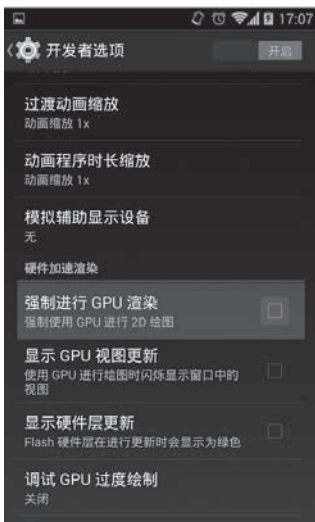 17:07
开发者选项
开启
过渡动画缩放
动画缩放 1x
动画程序时长缩放
动画缩放 1x
模拟辅助显示设备
无
硬件加速渲染
强制进行 GPU 渲染
强制使用 GPU 进行 2D 绘图
显示 GPU 视图更新
使用 GPU 进行绘图时闪烁显示窗口中的
视图
显示硬件层更新
Flash 硬件层在进行更新时会显示为绿色
调试 GPU 过度绘制
关闭